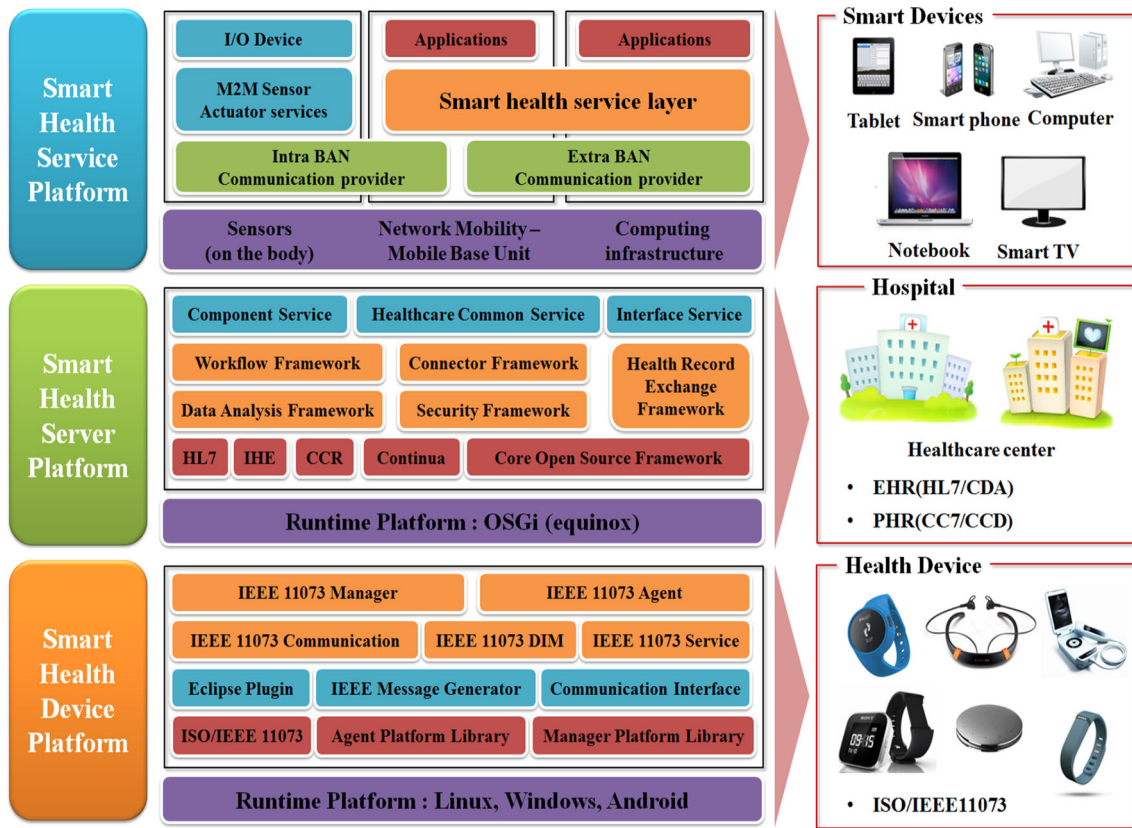 Smart
Health
Service
Platform
I/O Device
Applications
Applications
M2M Sensor
Actuator services
Smart health service layer
Intra BAN
Communication provider
Extra BAN
Communication provider
Sensors
(on the body)
Network Mobility–
Mobile Base Unit
Computing
infrastructure
Smart Devices
Tablet
Smart phone
Computer
Notebook
Smart TV
Smart
Health
Server
Platform
Component Service
Healthcare Common Service
Interface Service
Workflow Framework
Connector Framework
Health Record
Exchange
Framework
Data Analysis Framework
Security Framework
HL7
IHE
CCR
Continua
Core Open Source Framework
Runtime Platform : OSGi (equinox)
Hospital
Healthcare center
• EHR(HL7/CDA)
• PHR(CC7/CCD)
Smart
Health
Device
Platform
IEEE 11073 Manager
IEEE 11073 Agent
IEEE 11073 Communication
IEEE 11073 DIM
IEEE 11073 Service
Eclipse Plugin
IEEE Message Generator
Communication Interface
ISO/IEEE 11073
Agent Platform Library
Manager Platform Library
Runtime Platform : Linux, Windows, Android
Health Device
SONY
09:15
• ISO/IEEE11073